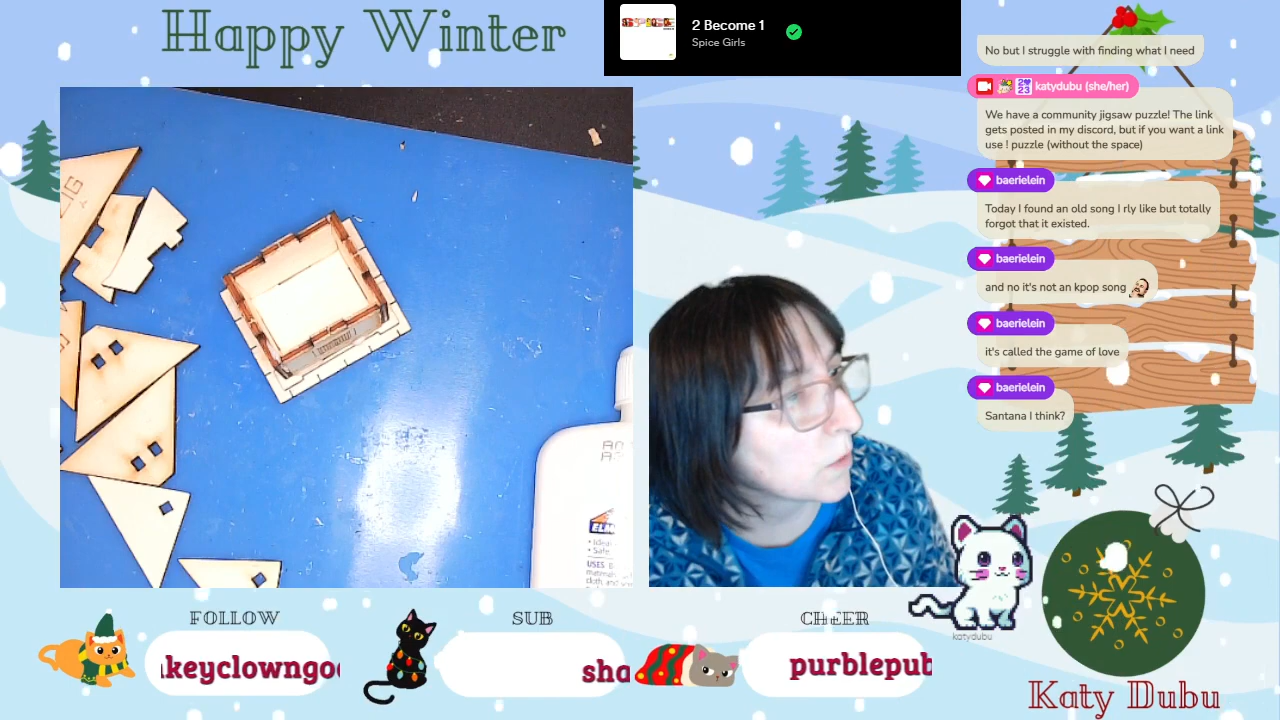 Happy Winter
2 Become 1
Spice Girls
No but I struggle with finding what I need
katydubu (she/her)
We have a community jigsaw puzzle! The link
gets posted in my discord, but if you want a link
use ! puzzle (without the space)
baerielein
Today I found an old song I rly like but totally
forgot that it existed.
baerielein
and no it's not an kpop song
baerielein
it's called the game of love
baerielein
Santana I think?
FOLLOW
SUB
CHEER
keyclowngo
sha
purblepub
katydubu
Katy Dubu